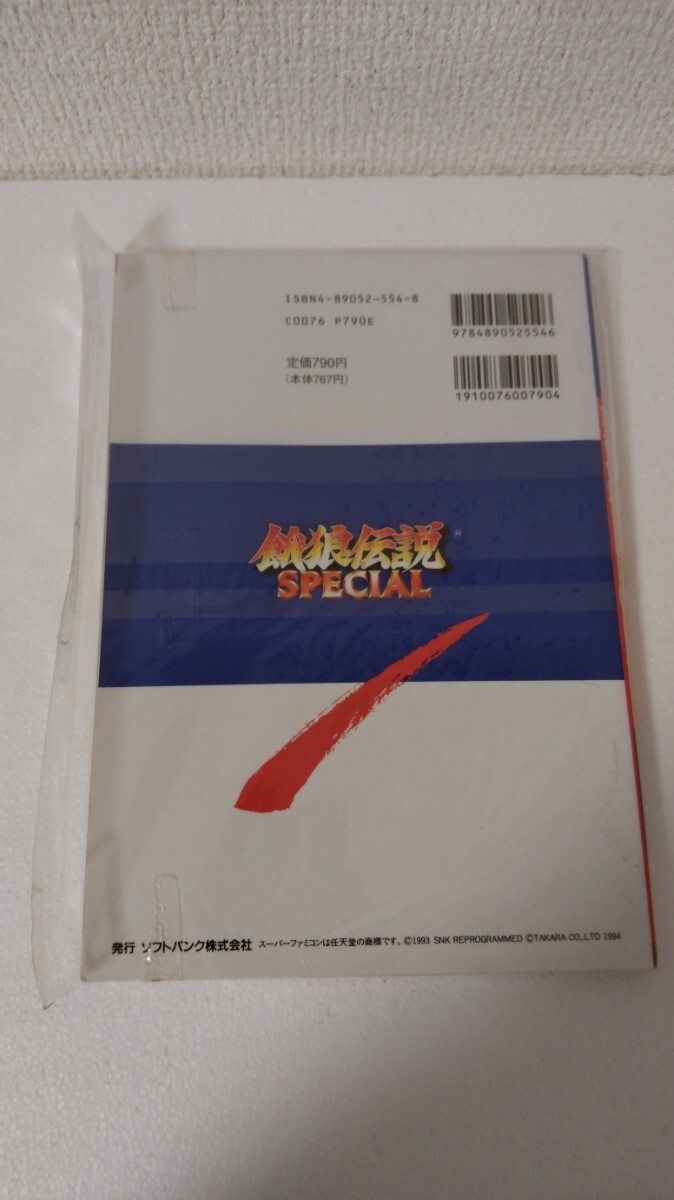 ISBN4-89052-554-8
C0076 P790E
9784890525546
定価790円
(本体767円)
1910076007904
餓狼伝説®
SPECIAL
発行 ソフトバンク株式会社 スーパーファミコンは任天堂の商標です。©1993 SNK REPROGRAMMED ©TAKARA CO.,LTD 1994